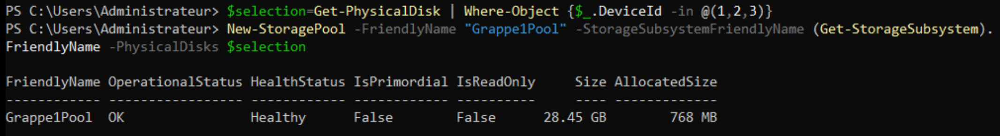 PS C:\Users\Administrateur> $selection=Get-PhysicalDisk | Where-Object {$_.DeviceId -in @(1,2,3)}
PS C:\Users\Administrateur> New-StoragePool -FriendlyName "Grappe1Pool" -StorageSubsystemFriendlyName (Get-StorageSubsystem).
FriendlyName -PhysicalDisks $selection
FriendlyName OperationalStatus HealthStatus IsPrimordial IsReadOnly     Size AllocatedSize
------------ ----------------- ------------ ------------ ----------     ---- -------------
Grappe1Pool  OK                Healthy      False        False      28.45 GB        768 MB